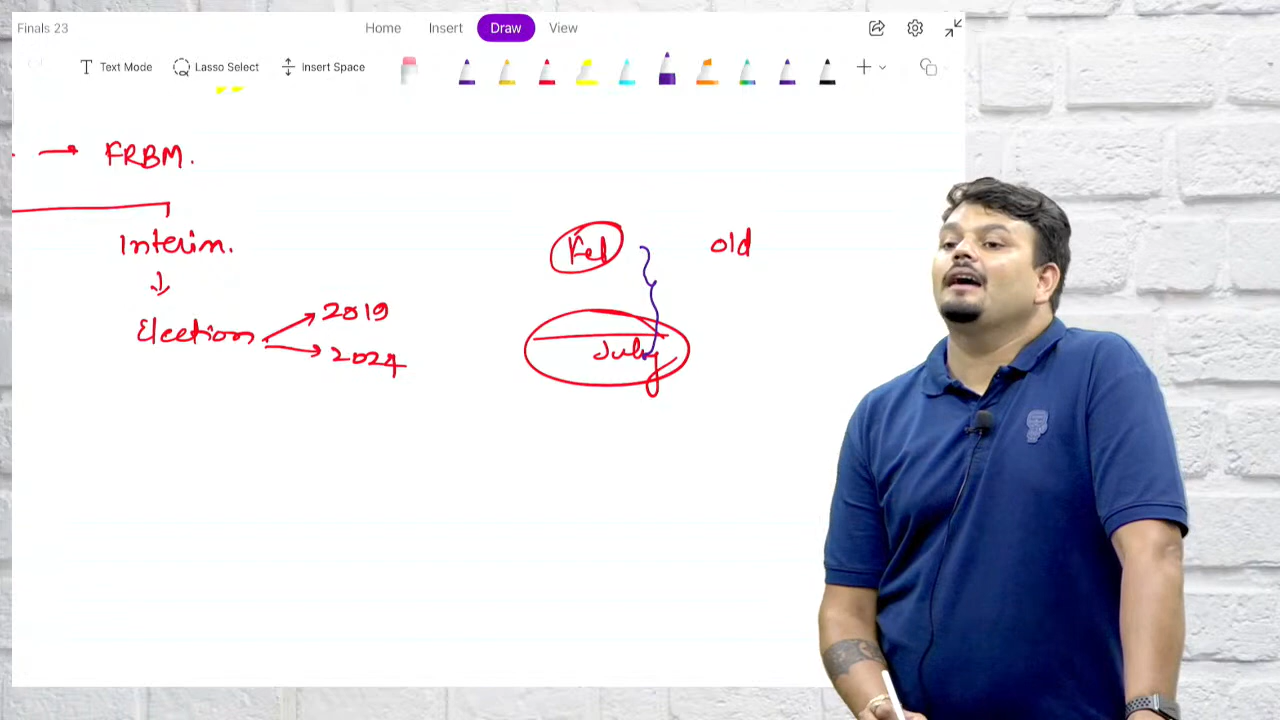 Finals 23
Home Insert Draw View
Text Mode Lasso Select Insert Space
FRBM.
Interim.
Feb old
Elections 2019
2024
July